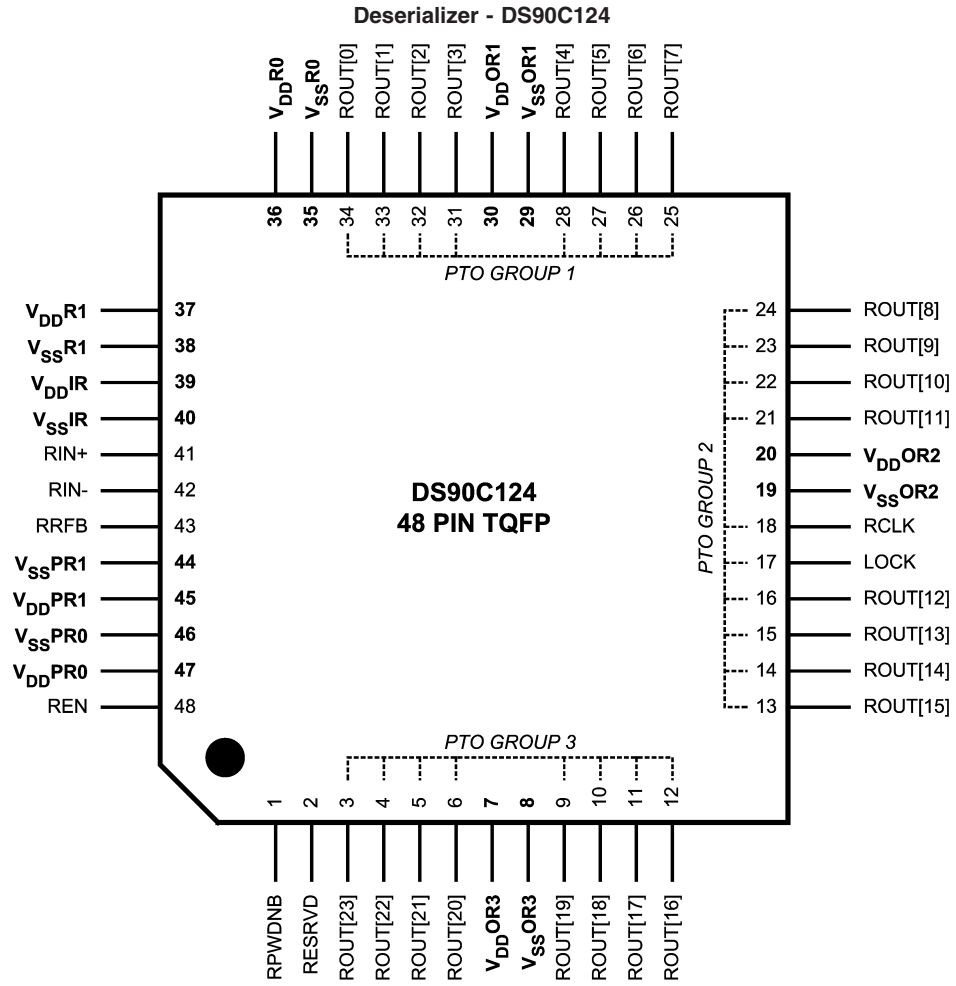 Deserializer - DS90C124
VDDR0
VSSR0
ROUT[0]
ROUT[1]
ROUT[2]
ROUT[3]
VDDOR1
VSSOR1
ROUT[4]
ROUT[5]
ROUT[6]
ROUT[7]
36
35
34
33
32
31
30
29
28
27
26
25
PTO GROUP 1
VDDR1 37
VSSR1 38
VDDIR 39
VSSIR 40
RIN+ 41
RIN- 42
RRFB 43
VSSPR1 44
VDDPR1 45
VSSPR0 46
VDDPR0 47
REN 48
DS90C124
48 PIN TQFP
PTO GROUP 2
24 ROUT[8]
23 ROUT[9]
22 ROUT[10]
21 ROUT[11]
20 VDDOR2
19 VSSOR2
18 RCLK
17 LOCK
16 ROUT[12]
15 ROUT[13]
14 ROUT[14]
13 ROUT[15]
PTO GROUP 3
1
2
3
4
5
6
7
8
9
10
11
12
RPWDNB
RESRVD
ROUT[23]
ROUT[22]
ROUT[21]
ROUT[20]
VDDOR3
VSSOR3
ROUT[19]
ROUT[18]
ROUT[17]
ROUT[16]